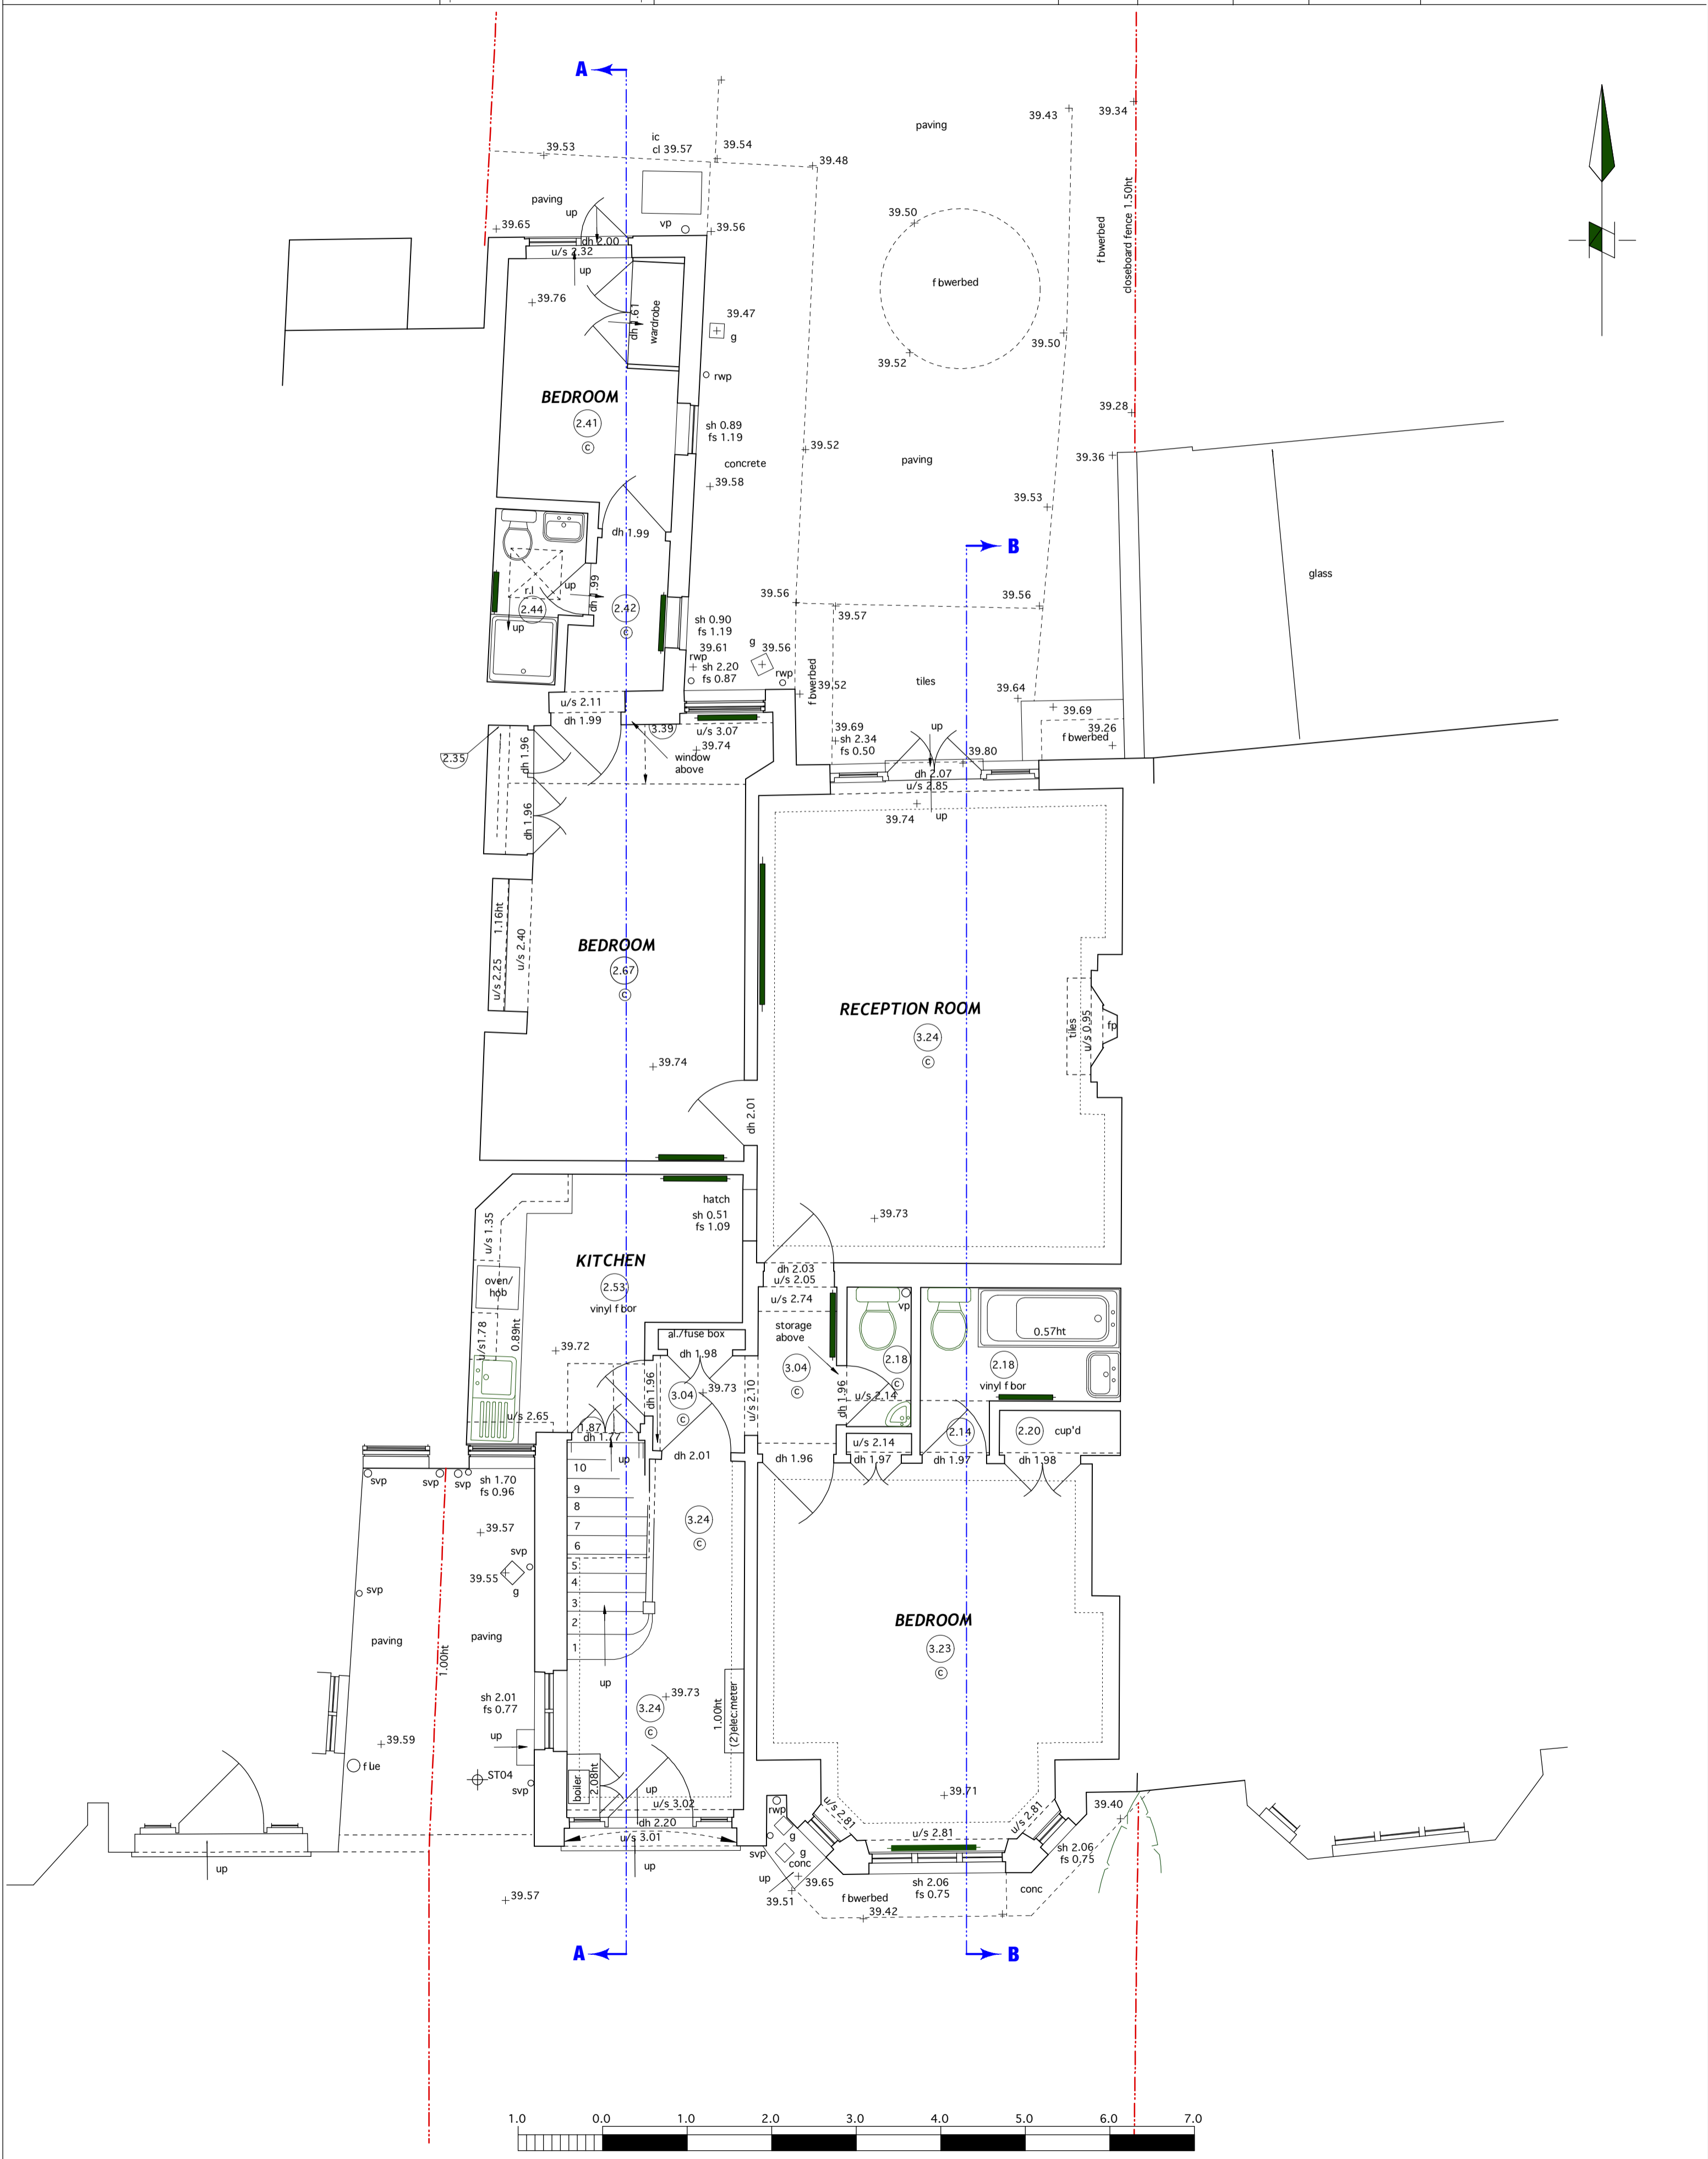 A
39.43
39.34
paving
ic
cl 39.57
39.53
39.54
39.48
closeboard fence 1.50ht
f bwerbed
paving
up
39.65
vp
39.56
39.50
dh 2.00
u/s 2.32
up
39.76
f bwerbed
wardrobe
39.47
g
39.50
39.52
rwp
BEDROOM
2.41
c
39.28
sh 0.89
fs 1.19
39.52
39.36
paving
concrete
39.58
39.53
dh 1.99
B
glass
r.l
up
dh 1.99
2.44
2.42
c
up
39.56
39.56
39.57
sh 0.90
fs 1.19
39.61
g
39.56
rwp
sh 2.20
fs 0.87
rwp
f bwerbed
39.52
tiles
39.64
39.69
39.26
f bwerbed
u/s 2.11
dh 1.99
3.39
u/s 3.07
39.74
window
above
39.69
sh 2.34
fs 0.50
up
39.80
2.35
dh 1.96
dh 2.07
u/s 2.85
dh 1.96
39.74
up
1.16ht
u/s 2.25
u/s 2.40
BEDROOM
2.67
c
RECEPTION ROOM
3.24
c
tiles
u/s 0.95
fp
39.74
dh 2.01
hatch
sh 0.51
fs 1.09
39.73
u/s 1.35
KITCHEN
2.53
vinyl f bor
oven/
hob
dh 2.03
u/s 2.05
u/s 2.74
vp
0.57ht
u/s1.78
0.89ht
al./fuse box
storage
above
39.72
dh 1.98
3.04
c
2.18
c
2.18
vinyl f bor
dh 1.96
3.04
c
39.73
u/s 2.10
dh 1.96
u/s 2.14
u/s 2.65
1.87
up
u/s 2.14
2.14
2.20
cup'd
dh 2.01
dh 1.96
dh 1.97
dh 1.97
dh 1.98
svp
svp
svp
sh 1.70
fs 0.96
10
9
8
7
6
5
4
3
2
1
3.24
c
39.57
svp
39.55
g
svp
BEDROOM
3.23
c
paving
1.00ht
paving
up
sh 2.01
fs 0.77
39.73
3.24
c
1.00ht
(2)elec.meter
up
39.59
f lue
ST04
svp
boiler
2.08ht
up
39.71
u/s 3.02
dh 2.20
u/s 3.01
rwp
g
u/s 2.81
u/s 2.81
u/s 2.81
39.40
up
svp
g
conc
up
up
39.65
39.51
sh 2.06
fs 0.75
sh 2.06
fs 0.75
conc
39.57
f bwerbed
39.42
A
B
1.0 0.0 1.0 2.0 3.0 4.0 5.0 6.0 7.0